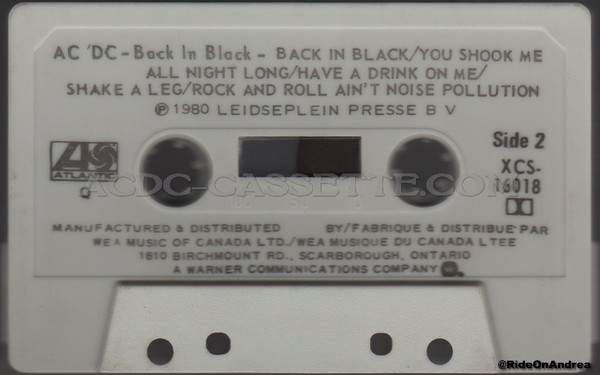 AC 'DC - Back In Black - BACK IN BLACK/YOU SHOOK ME
ALL NIGHT LONG/HAVE A DRINK ON ME/
SHAKE A LEG/ROCK AND ROLL AIN'T NOISE POLLUTION
℗ 1980 LEIDSEPLEIN PRESSE B V
Side 2
ATLANTIC
XCS-
16018
ACDC-CASSETTE.COM
Q
MANUFACTURED & DISTRIBUTED BY/FABRIQUE & DISTRIBUE PAR
WEA MUSIC OF CANADA LTD./WEA MUSIQUE DU CANADA LTEE
1810 BIRCHMOUNT RD., SCARBOROUGH, ONTARIO
A WARNER COMMUNICATIONS COMPANY
@RideOnAndrea